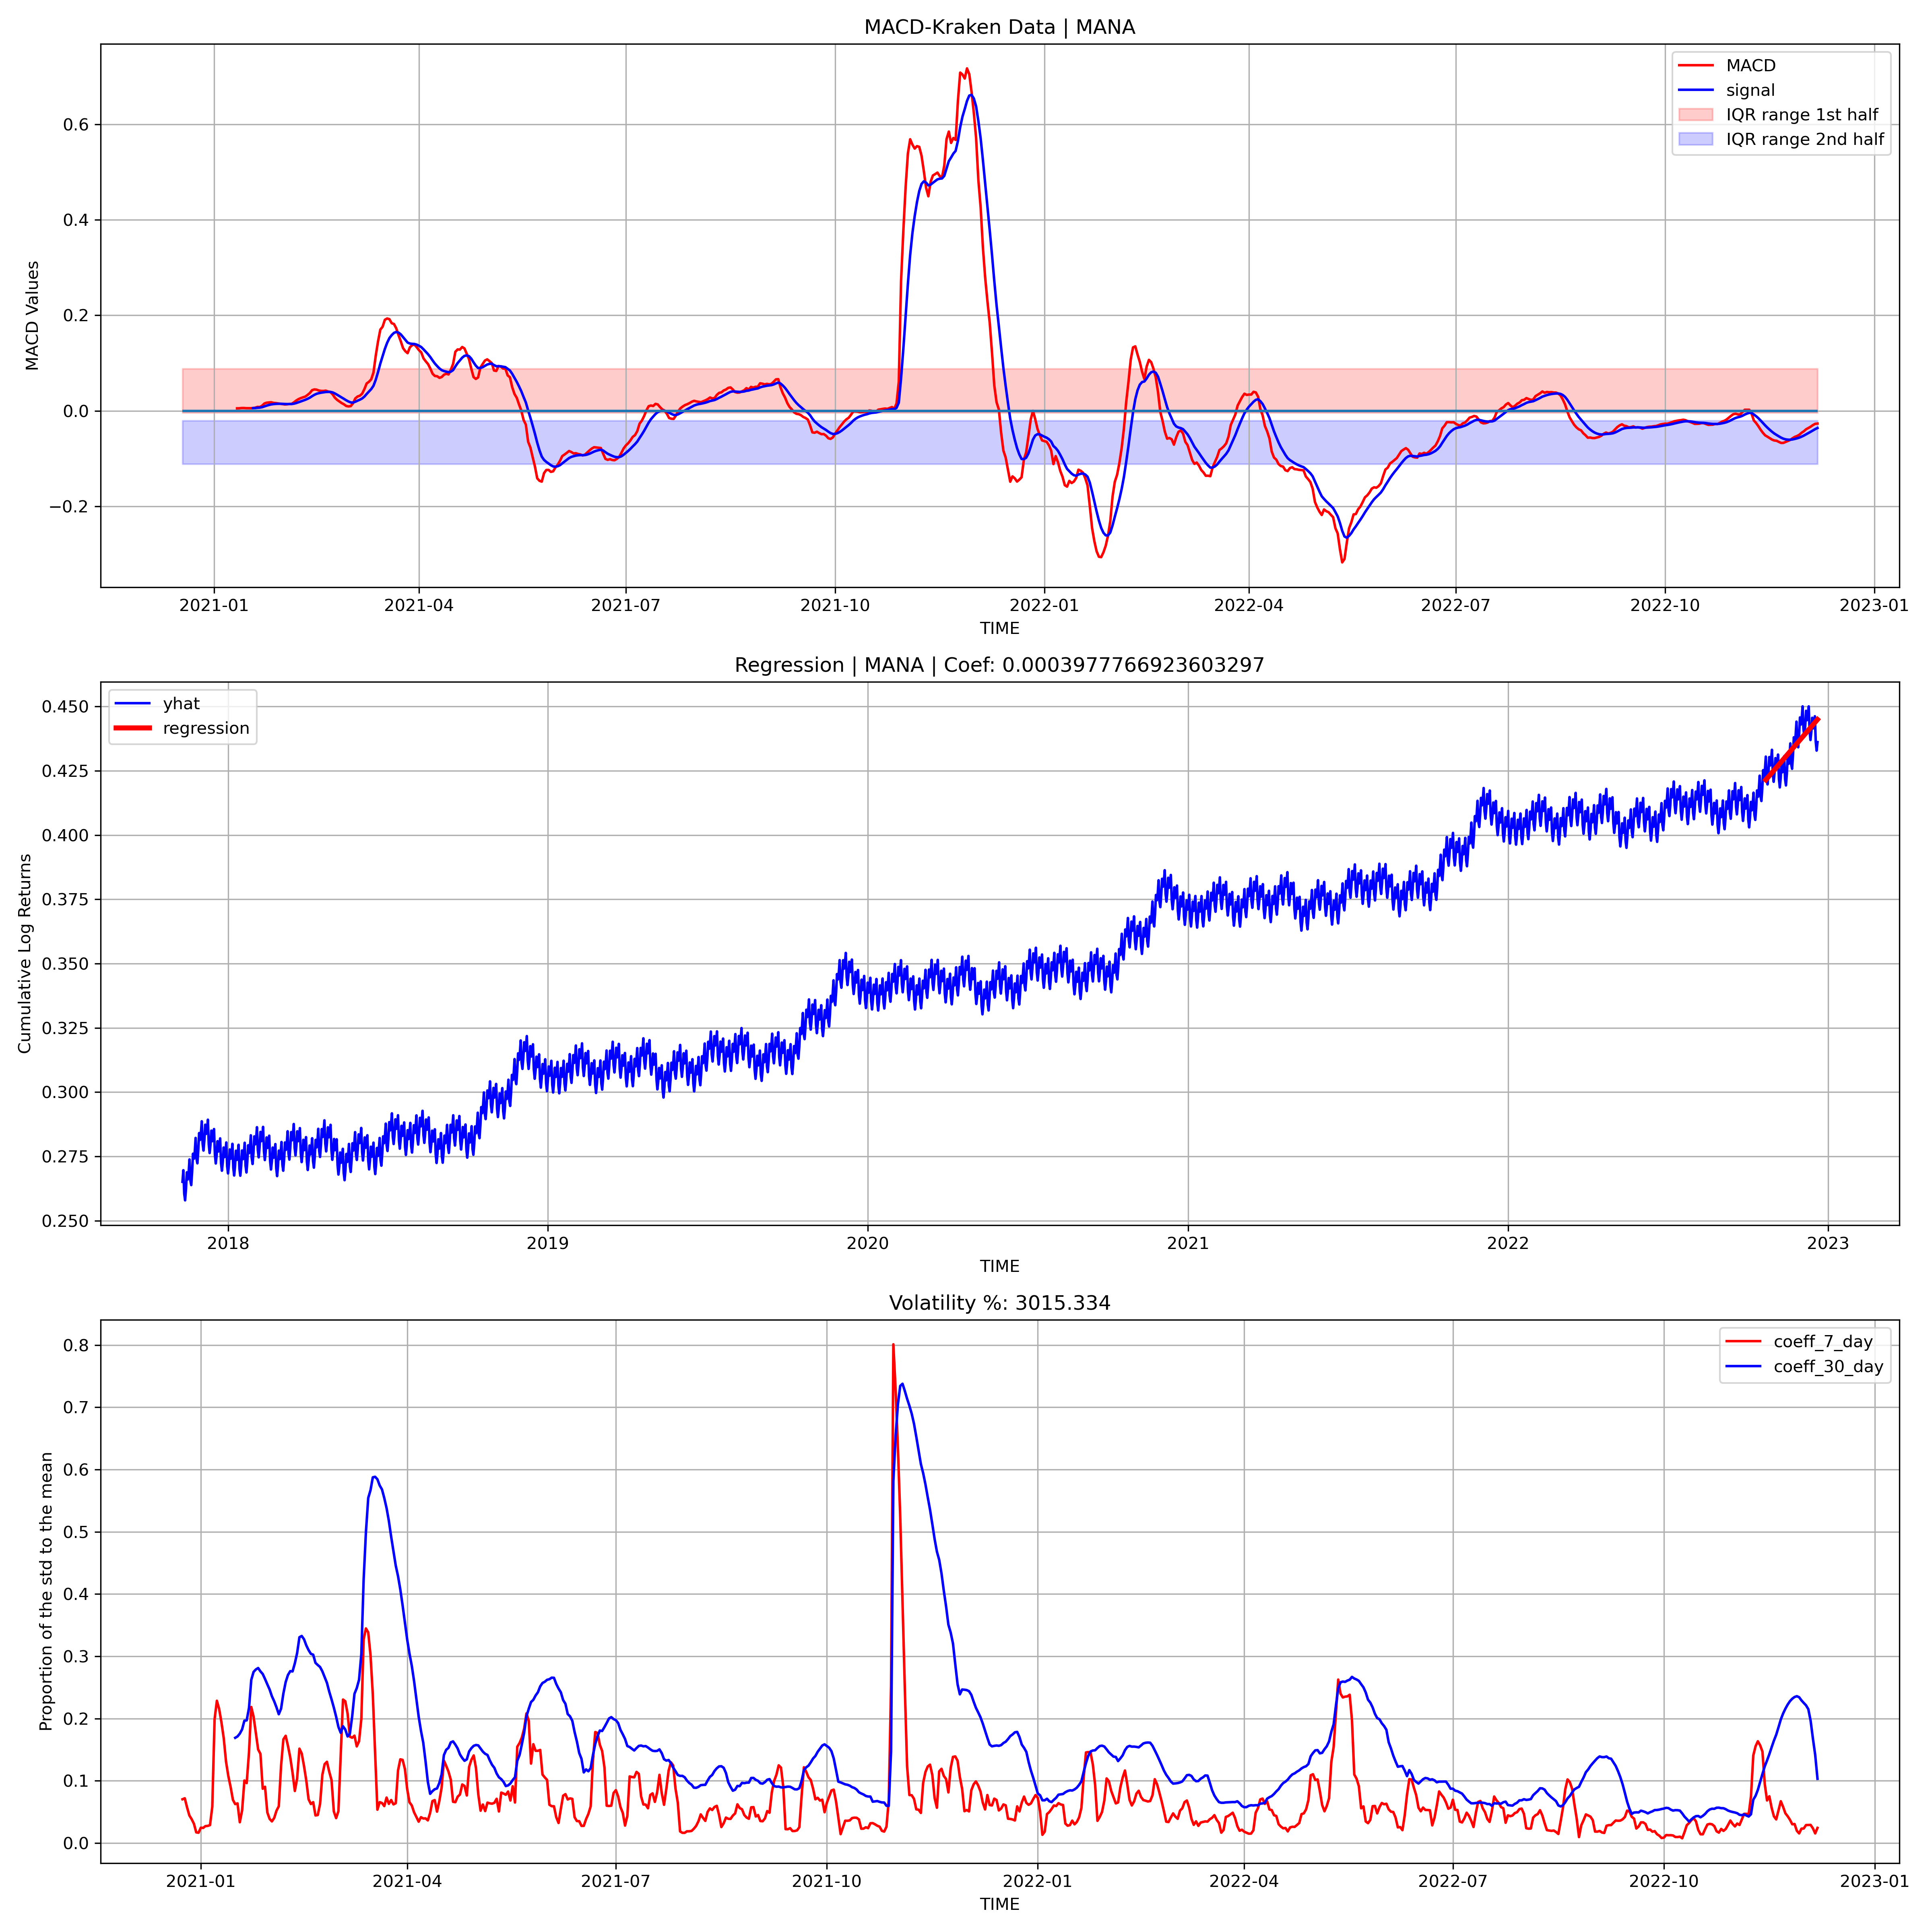 MACD-Kraken Data | MANA
MACD
signal
IQR range 1st half
IQR range 2nd half
MACD Values
0.6
0.4
0.2
0.0
−0.2
2021-01 2021-04 2021-07 2021-10 2022-01 2022-04 2022-07 2022-10 2023-01
TIME
Regression | MANA | Coef: 0.0003977766923603297
yhat
regression
Cumulative Log Returns
0.450
0.425
0.400
0.375
0.350
0.325
0.300
0.275
0.250
2018 2019 2020 2021 2022 2023
TIME
Volatility %: 3015.334
coeff_7_day
coeff_30_day
Proportion of the std to the mean
0.8
0.7
0.6
0.5
0.4
0.3
0.2
0.1
0.0
2021-01 2021-04 2021-07 2021-10 2022-01 2022-04 2022-07 2022-10 2023-01
TIME